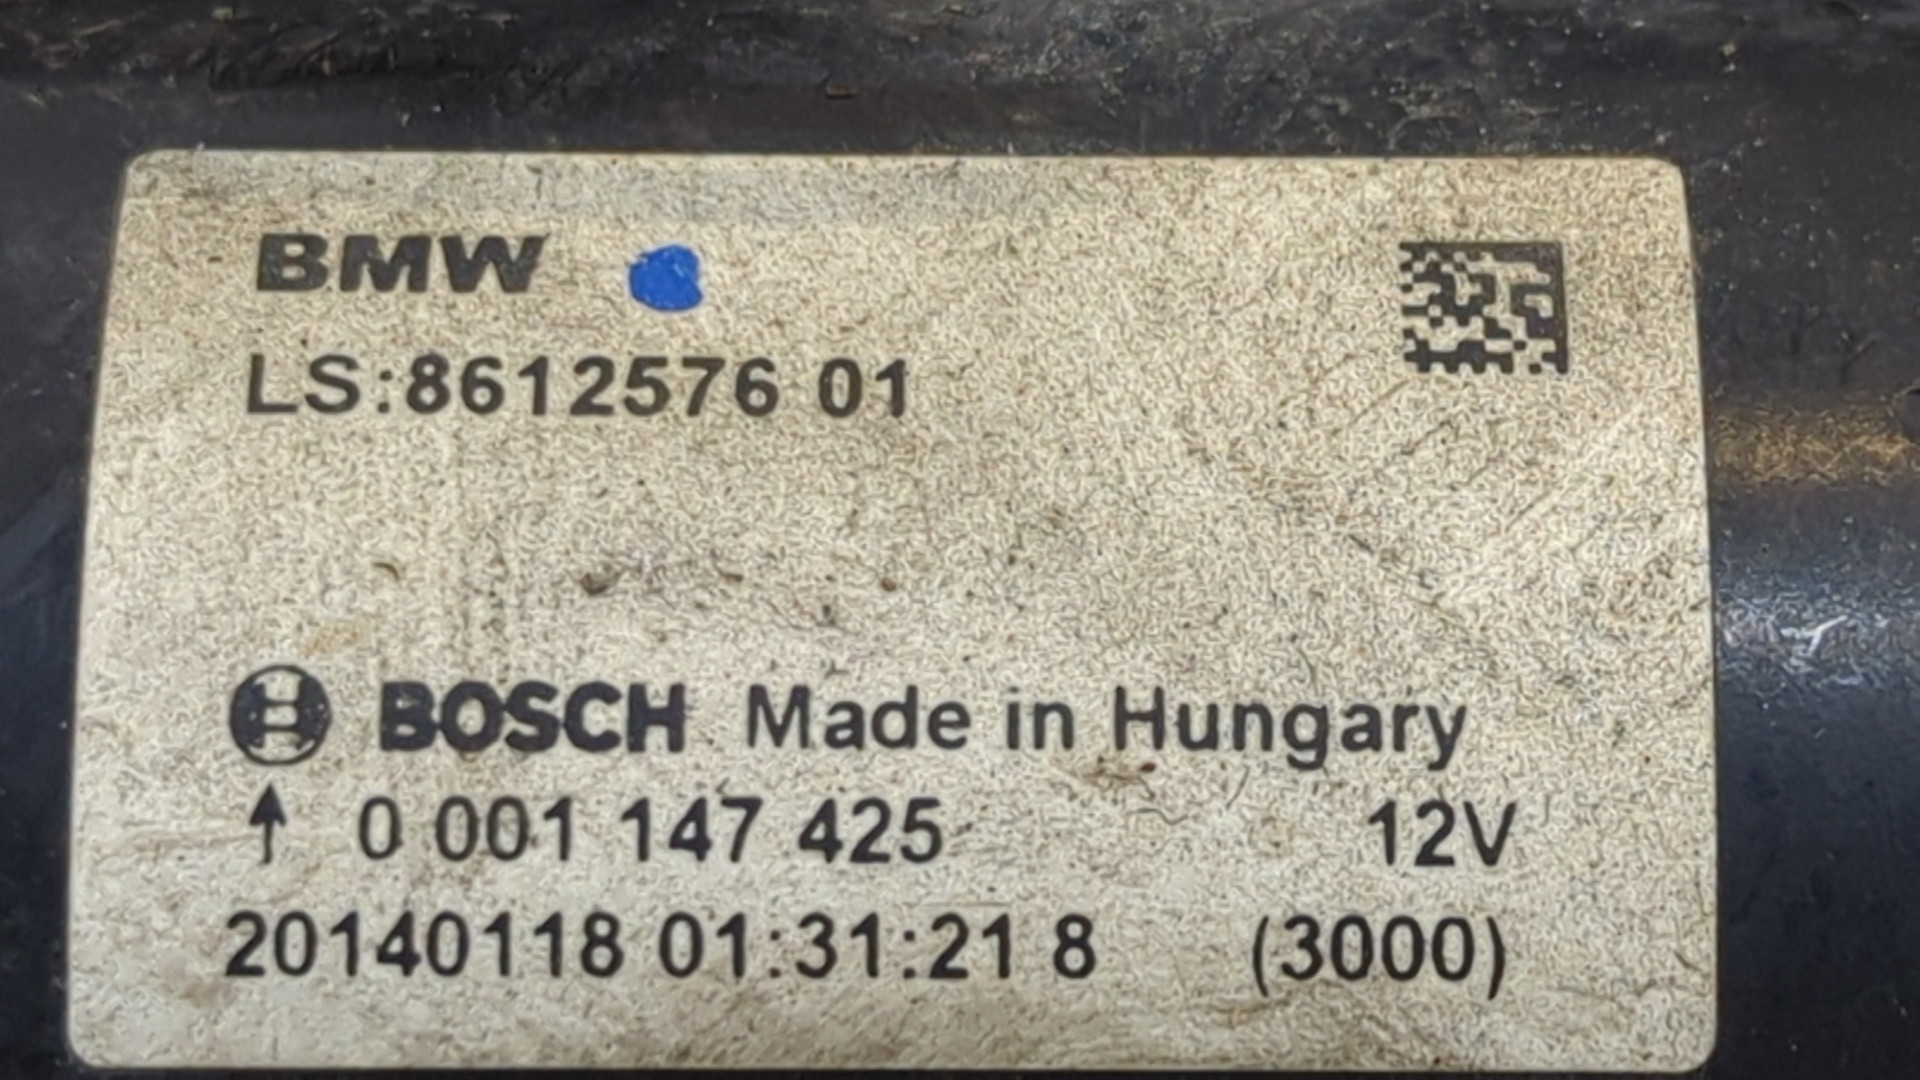 BMW
LS:8612576 01
BOSCH Made in Hungary
↑ 0 001 147 425 12V
20140118 01:31:21 8 (3000)